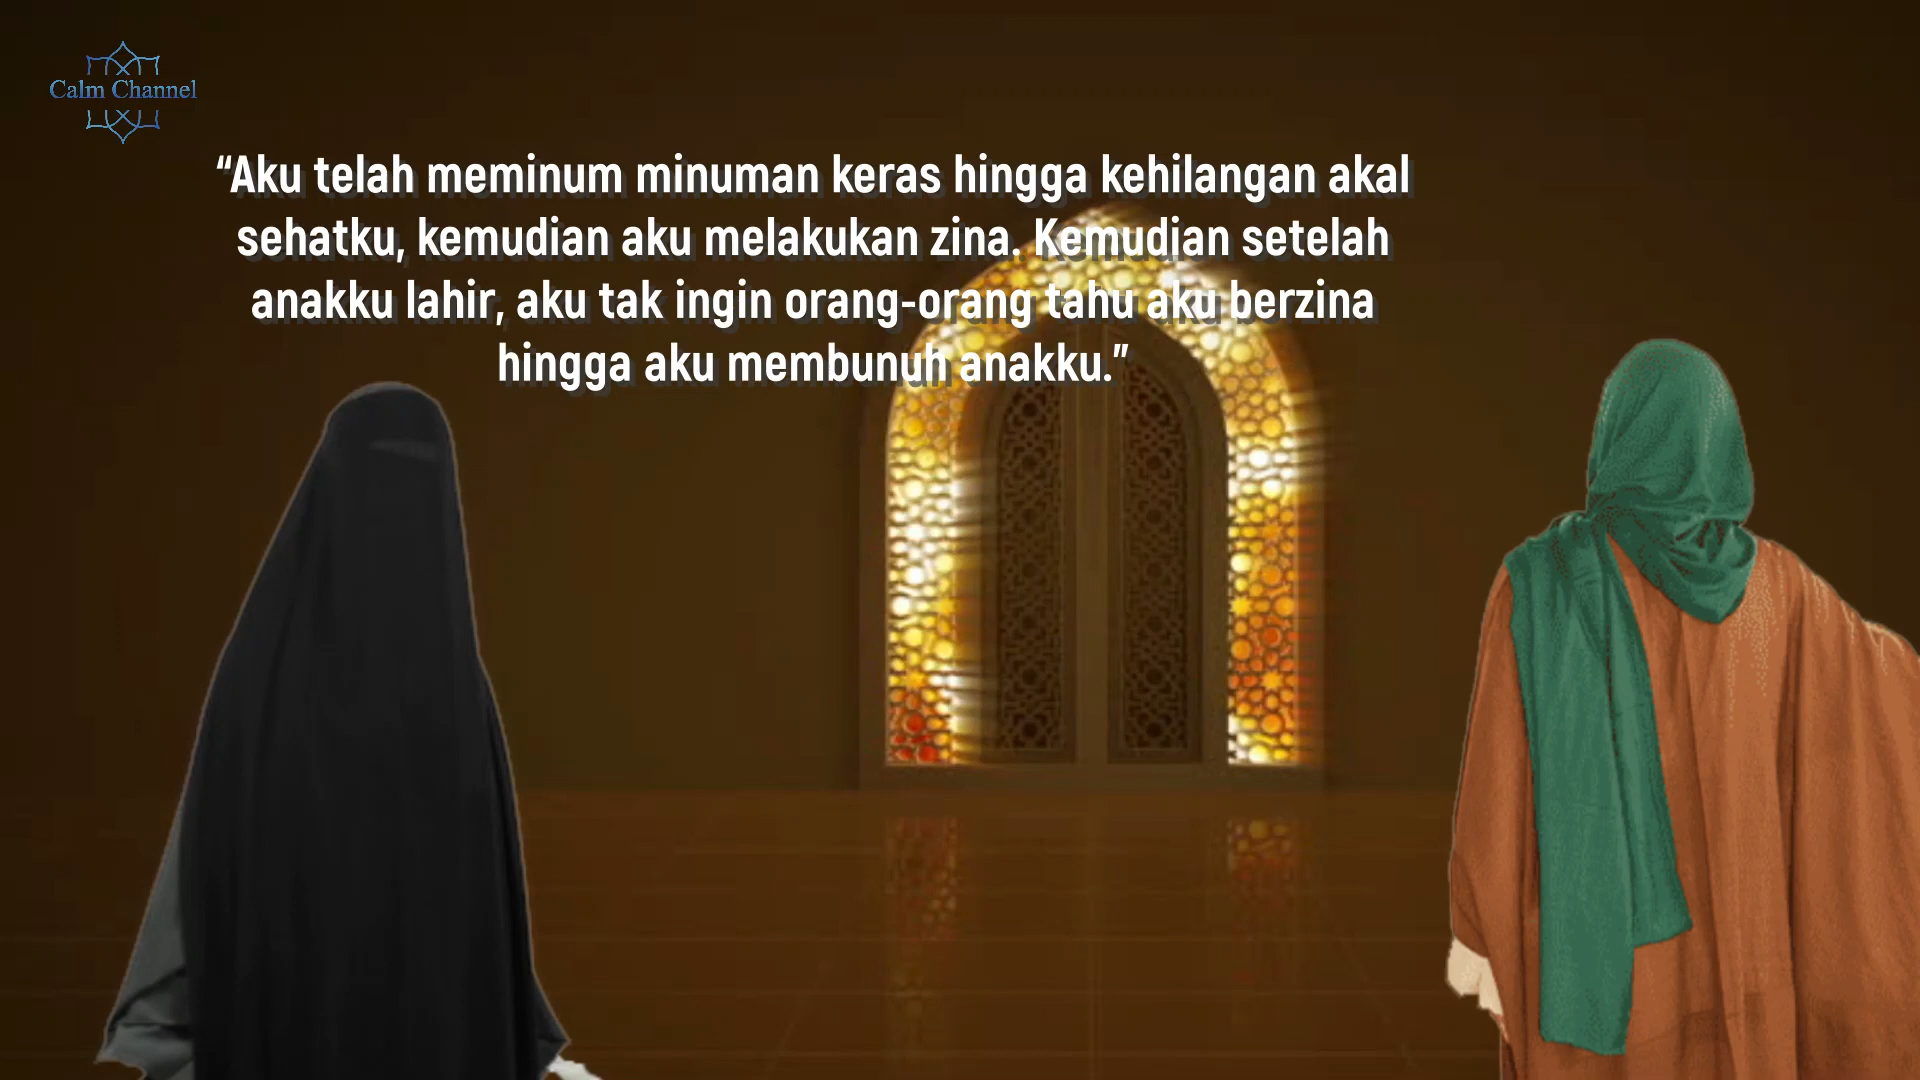 Calm Channel
“Aku telah meminum minuman keras hingga kehilangan akal
sehatku, kemudian aku melakukan zina. Kemudian setelah
anakku lahir, aku tak ingin orang-orang tahu aku berzina
hingga aku membunuh anakku.”